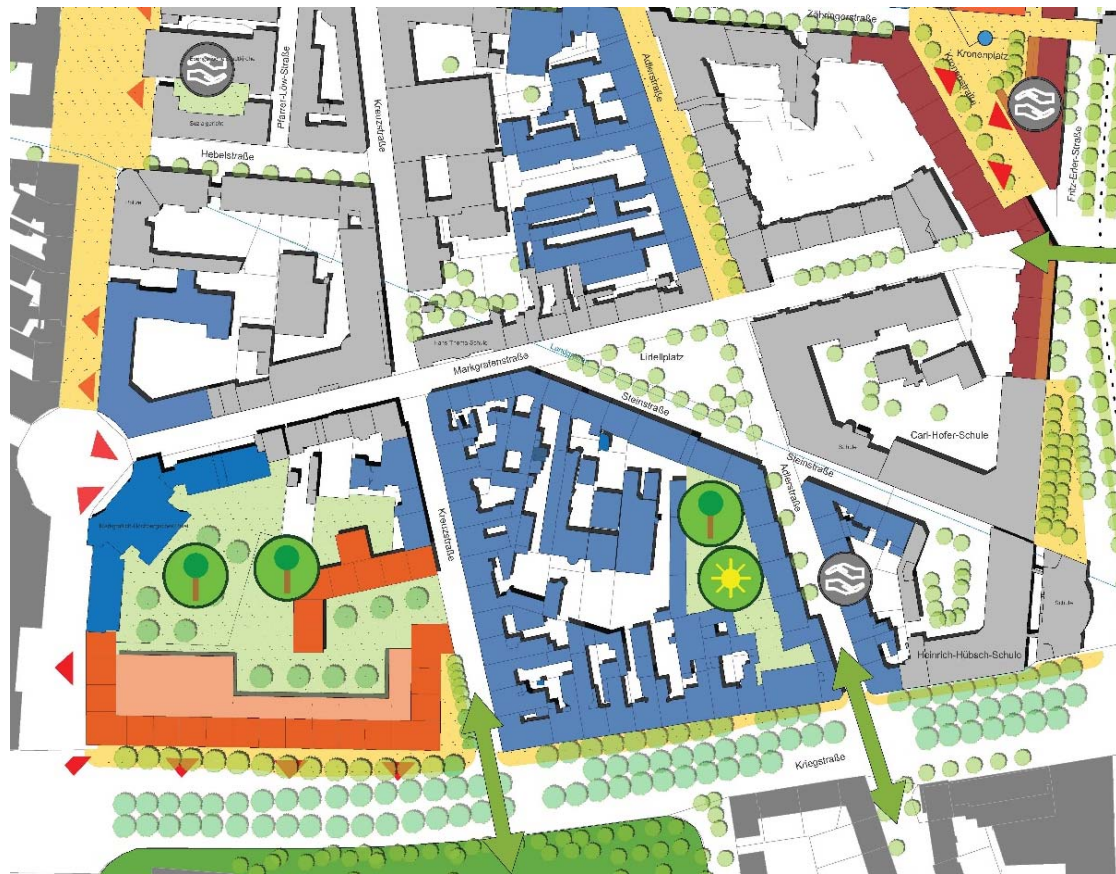 Zähringerstraße
Kronenplatz
Kronenstraße
Adlerstraße
Pfarrer-Löw-Straße
Kreuzstraße
Fritz-Erler-Straße
Hebelstraße
Markgrafenstraße
Lidellplatz
Steinstraße
Carl-Hofer-Schule
Schule
Steinstraße
Adlerstraße
Kreuzstraße
Schule
Heinrich-Hübsch-Schule
Kriegstraße